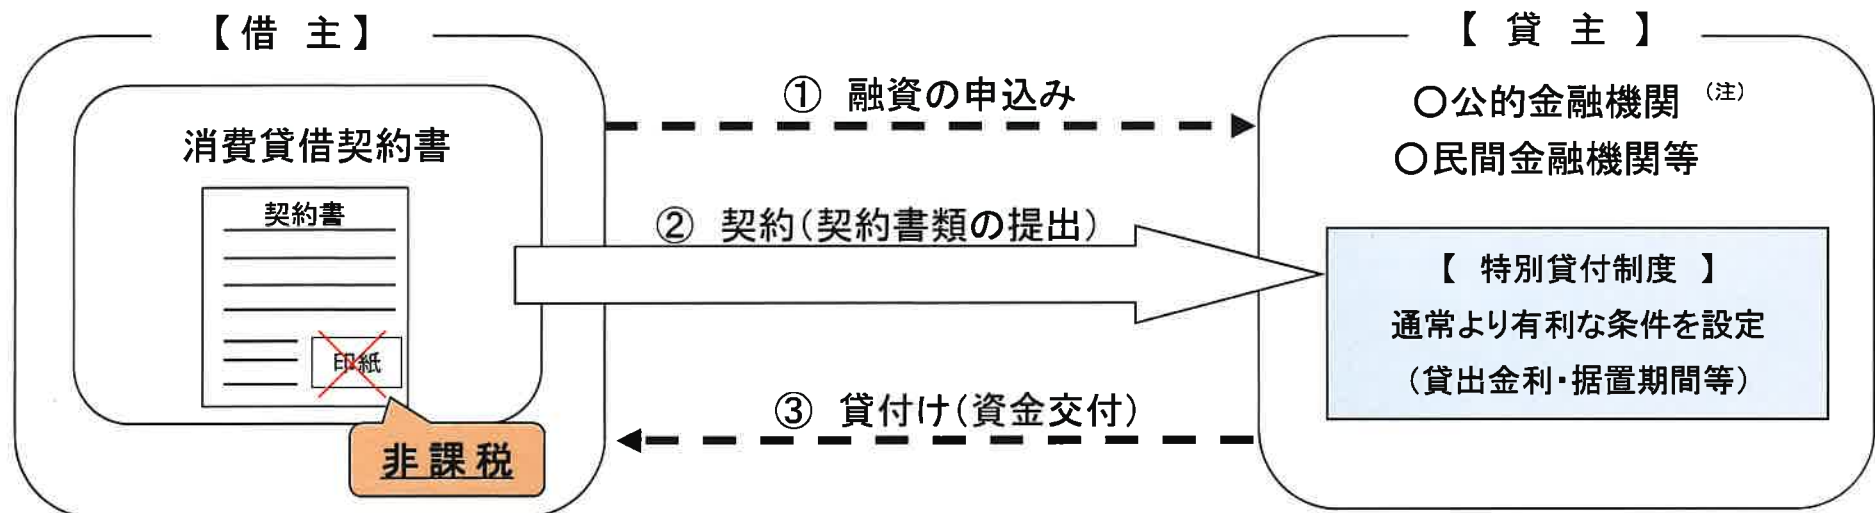 【借 主】
消費貸借契約書
契約書
印紙
非課税
① 融資の申込み
② 契約(契約書類の提出)
③ 貸付け(資金交付)
【 貸 主 】
○公的金融機関 (注)
○民間金融機関等
【 特別貸付制度 】
通常より有利な条件を設定
(貸出金利・据置期間等)